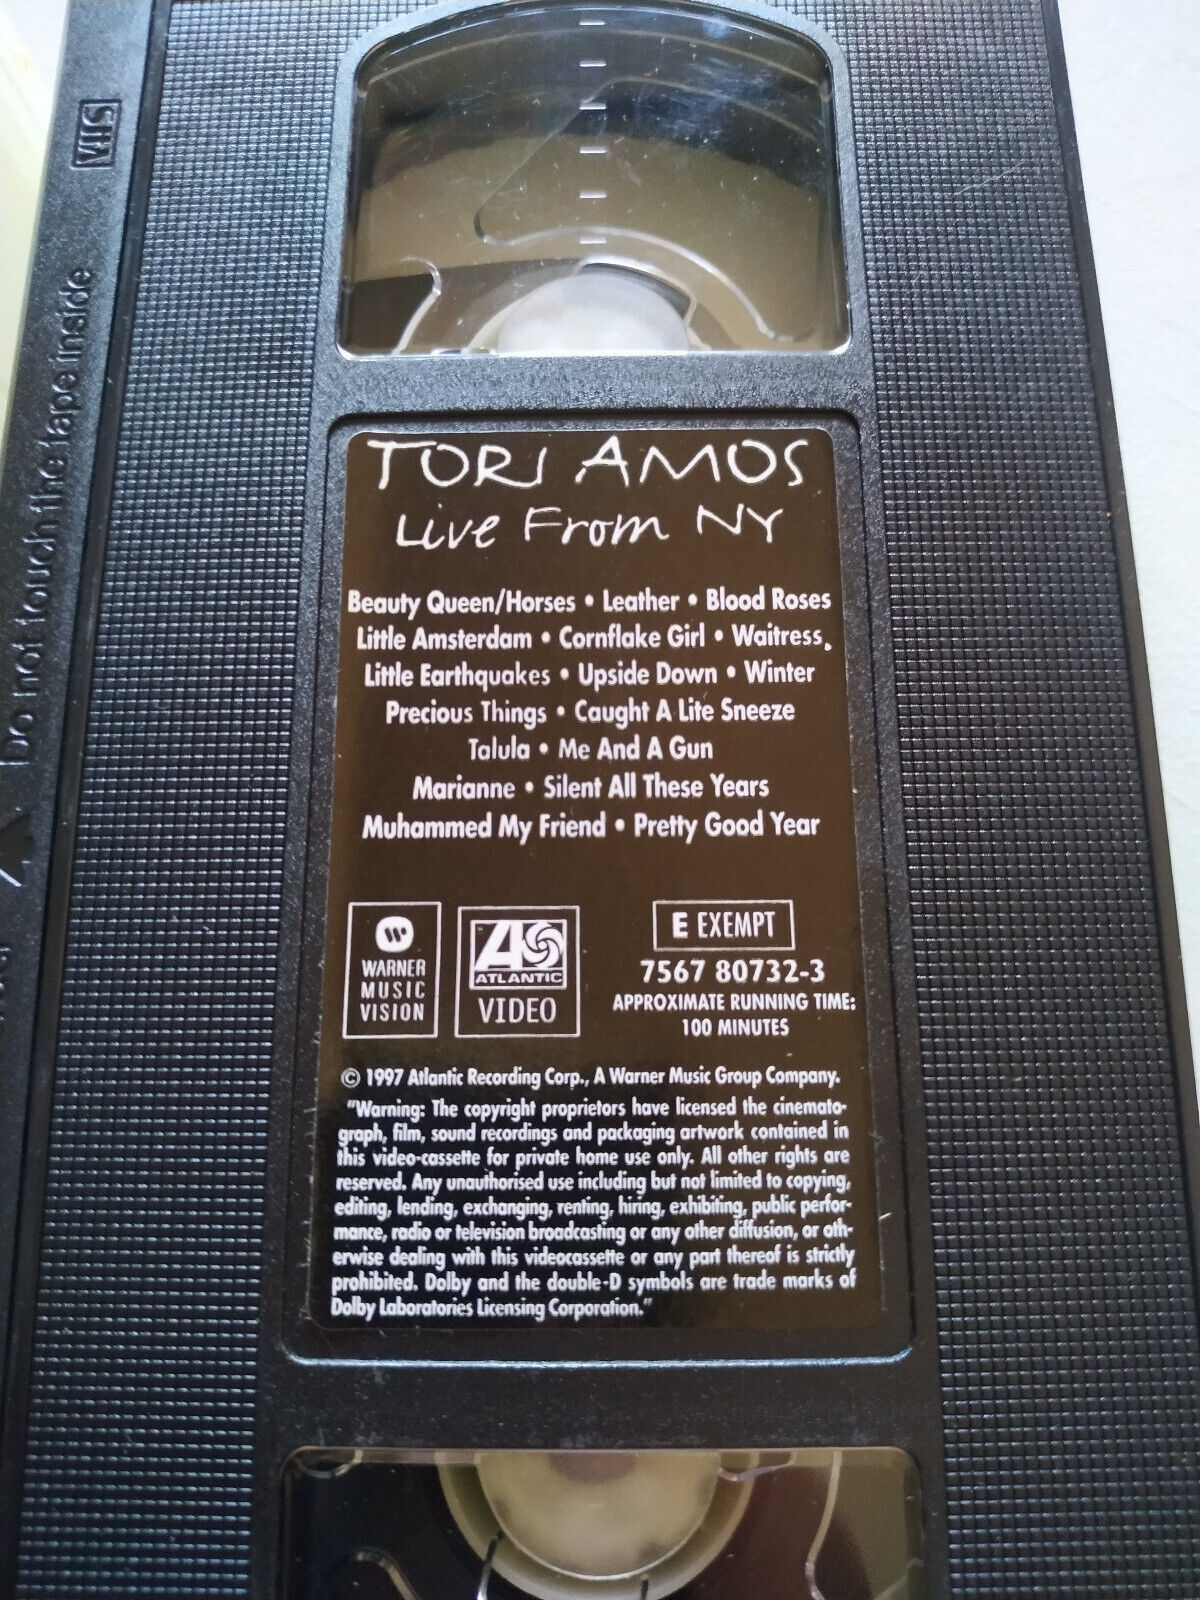 VHS
Do not touch the tape inside
TORI AMOS
Live From NY
Beauty Queen/Horses • Leather • Blood Roses
Little Amsterdam • Cornflake Girl • Waitress.
Little Earthquakes • Upside Down • Winter
Precious Things • Caught A Lite Sneeze
Talula • Me And A Gun
Marianne • Silent All These Years
Muhammed My Friend • Pretty Good Year
WARNER
MUSIC
VISION
ATLANTIC
VIDEO
E EXEMPT
7567 80732-3
APPROXIMATE RUNNING TIME:
100 MINUTES
© 1997 Atlantic Recording Corp., A Warner Music Group Company.
"Warning: The copyright proprietors have licensed the cinemato-
graph, film, sound recordings and packaging artwork contained in
this video-cassette for private home use only. All other rights are
reserved. Any unauthorised use including but not limited to copying,
editing, lending, exchanging, renting, hiring, exhibiting, public perfor-
mance, radio or television broadcasting or any other diffusion, or oth-
erwise dealing with this videocassette or any part thereof is strictly
prohibited. Dolby and the double-D symbols are trade marks of
Dolby Laboratories Licensing Corporation."